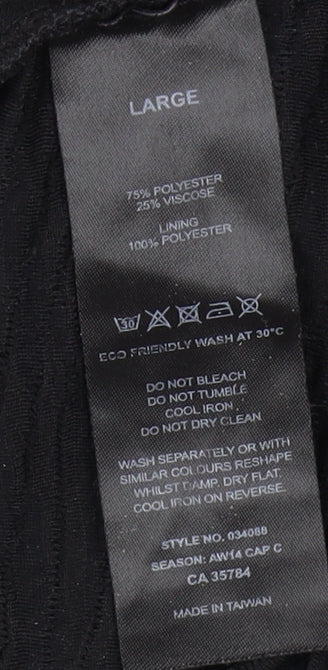 LARGE
75% POLYESTER
25% VISCOSE
LINING
100% POLYESTER
30
ECO FRIENDLY WASH AT 30°C
DO NOT BLEACH
DO NOT TUMBLE
COOL IRON
DO NOT DRY CLEAN
WASH SEPARATELY OR WITH
SIMILAR COLOURS RESHAPE
WHILST DAMP. DRY FLAT.
COOL IRON ON REVERSE.
STYLE NO. 034088
SEASON: AW14 CAP C
CA 35784
MADE IN TAIWAN